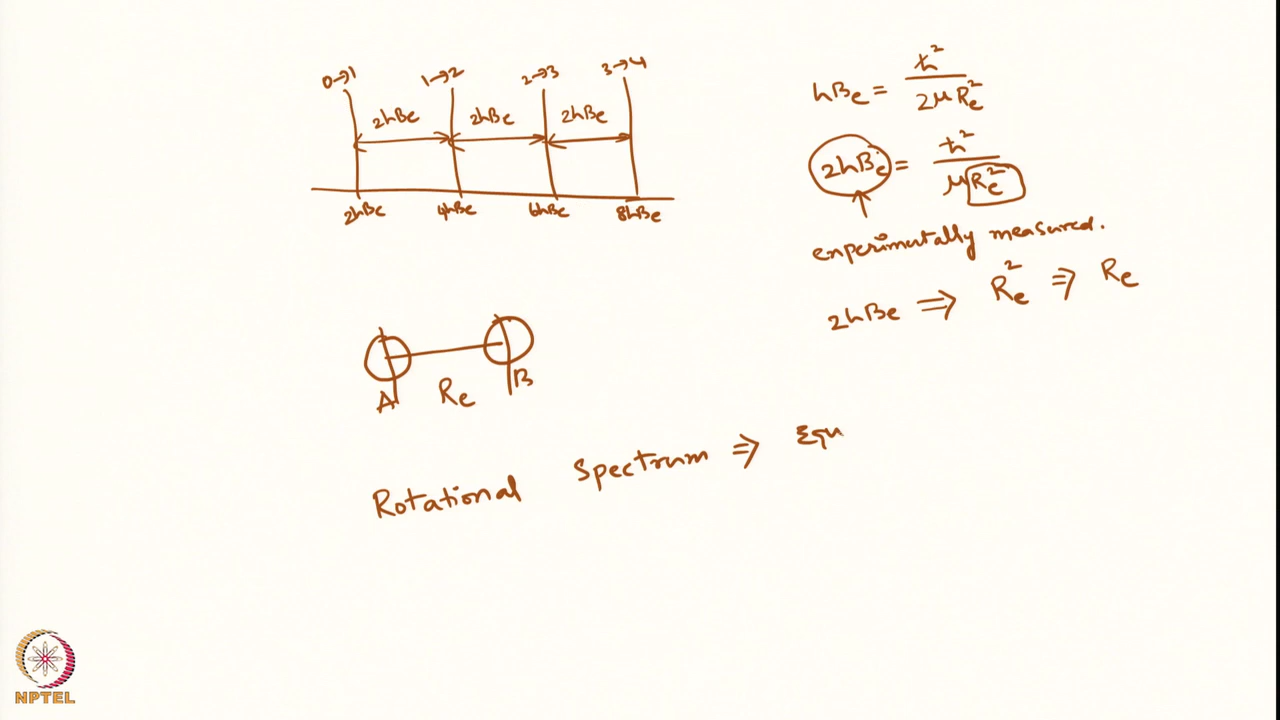 0→1 1→2 2→3 3→4
2hBe 2hBe 2hBe
2hBe 4hBe 6hBe 8hBe
hBe = ħ² / 2μRe²
2hBe = ħ² / μRe²
experimentally measured.
2hBe ⇒ Re² ⇒ Re
A Re B
Rotational Spectrum ⇒ Equ
NPTEL